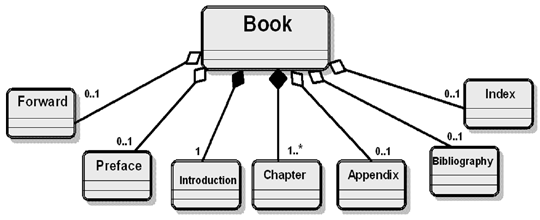 Book
Forward
0..1
Preface
0..1
Introduction
1
Chapter
1..*
Appendix
0..1
Bibliography
0..1
Index
0..1